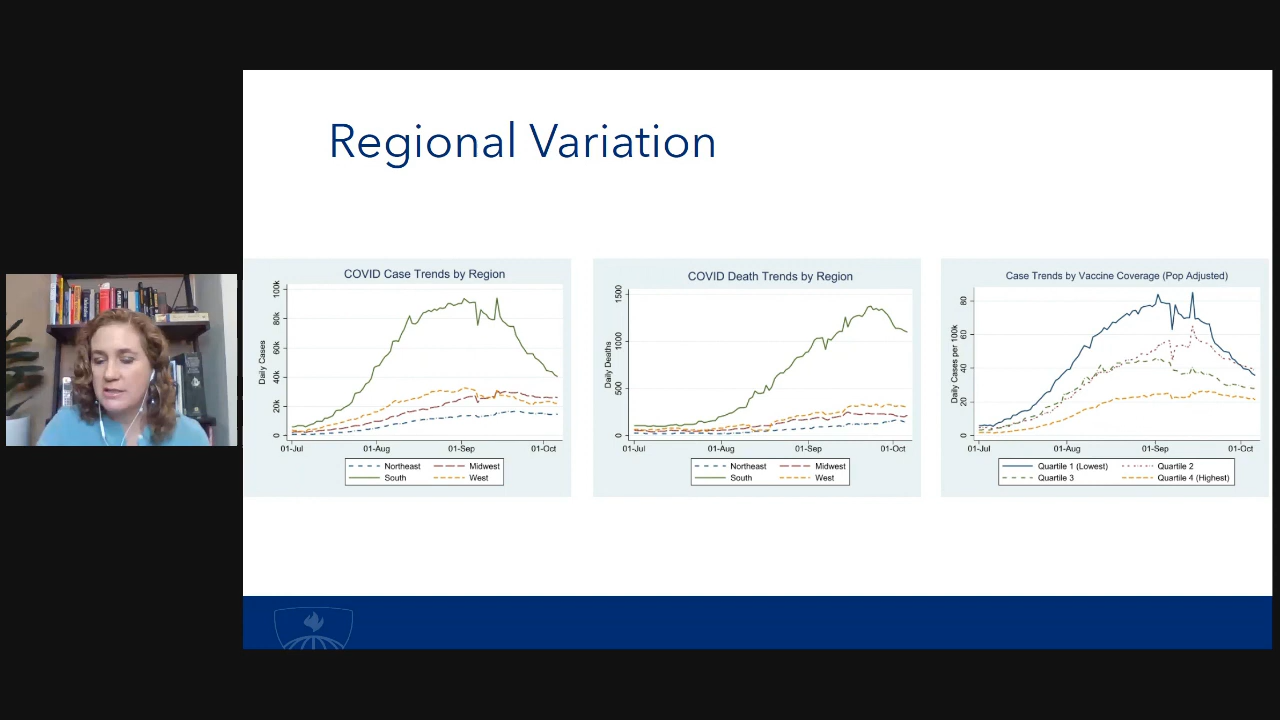 Regional Variation
COVID Case Trends by Region
Daily Cases
100k
80k
60k
40k
20k
0
01-Jul 01-Aug 01-Sep 01-Oct
Northeast Midwest
South West
COVID Death Trends by Region
Daily Deaths
1500
1000
500
0
01-Jul 01-Aug 01-Sep 01-Oct
Northeast Midwest
South West
Case Trends by Vaccine Coverage (Pop Adjusted)
Daily Cases per 100k
80
60
40
20
0
01-Jul 01-Aug 01-Sep 01-Oct
Quartile 1 (Lowest) Quartile 2
Quartile 3 Quartile 4 (Highest)